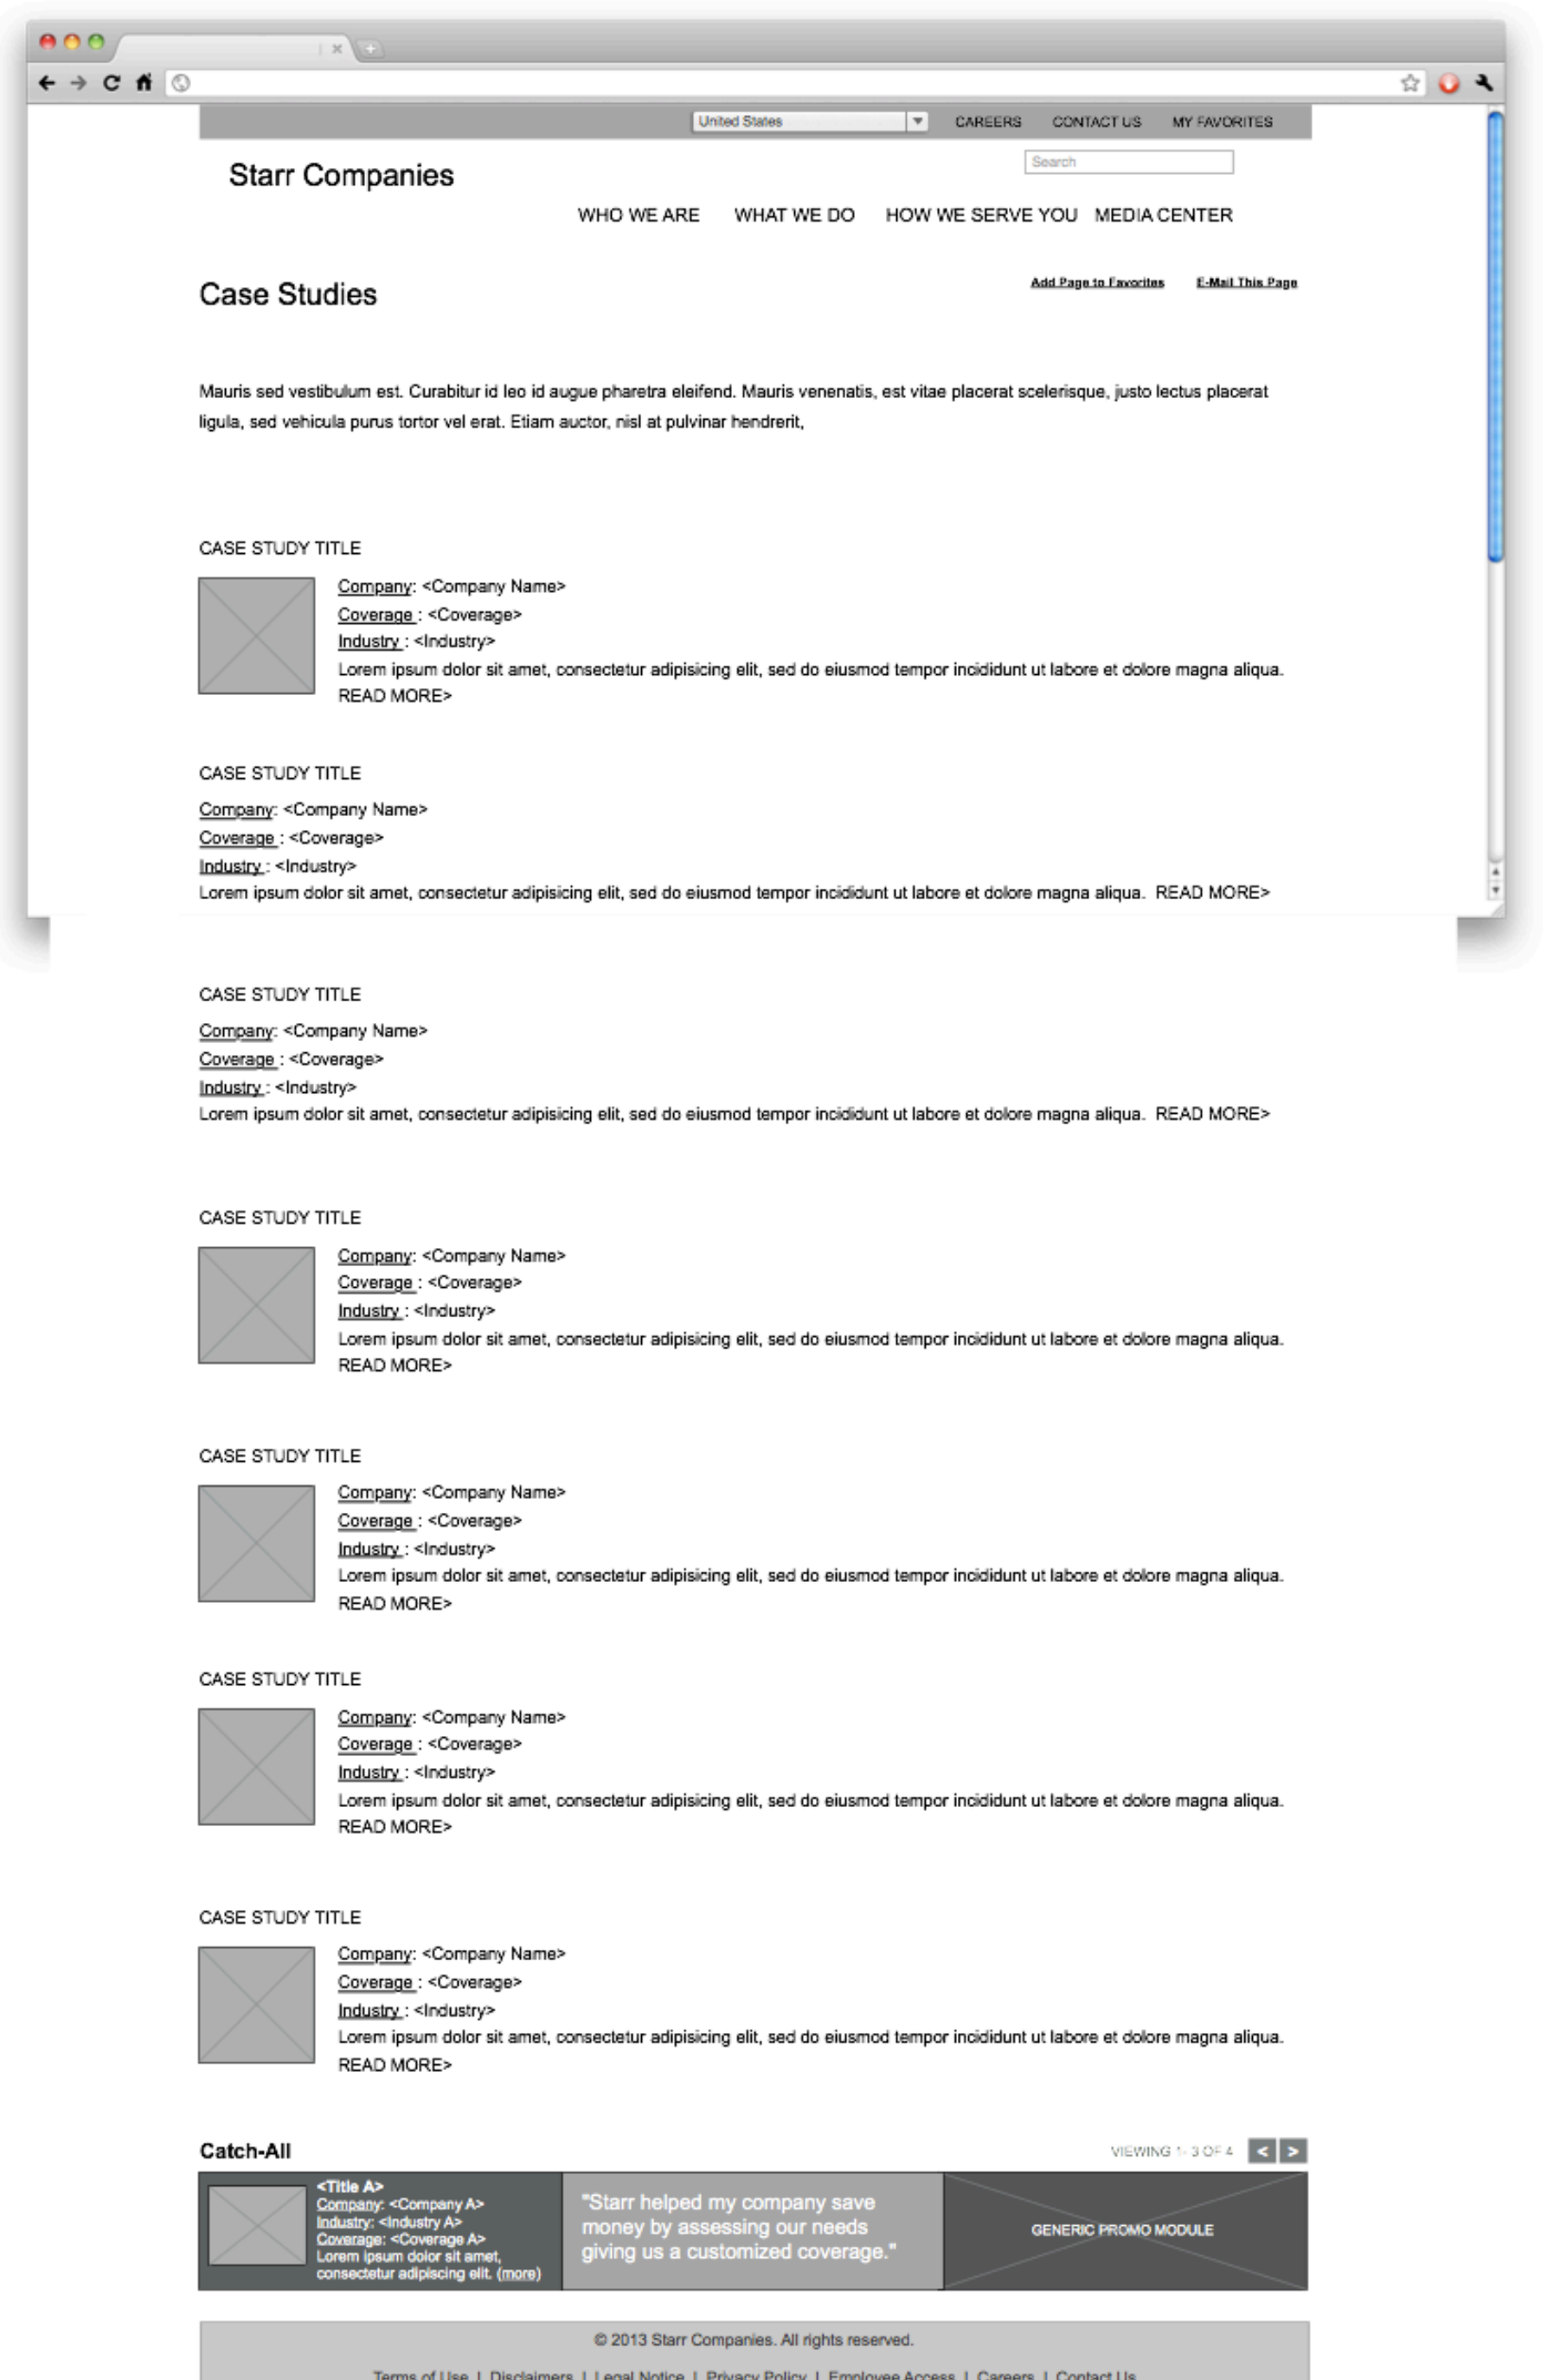 United States
CAREERS
CONTACT US
MY FAVORITES
Starr Companies
Search
WHO WE ARE
WHAT WE DO
HOW WE SERVE YOU
MEDIA CENTER
Case Studies
Add Page to Favorites
E-Mail This Page
Mauris sed vestibulum est. Curabitur id leo id augue pharetra eleifend. Mauris venenatis, est vitae placerat scelerisque, justo lectus placerat
ligula, sed vehicula purus tortor vel erat. Etiam auctor, nisl at pulvinar hendrerit,
CASE STUDY TITLE
Company: <Company Name>
Coverage : <Coverage>
Industry : <Industry>
Lorem ipsum dolor sit amet, consectetur adipisicing elit, sed do eiusmod tempor incididunt ut labore et dolore magna aliqua.
READ MORE>
CASE STUDY TITLE
Company: <Company Name>
Coverage : <Coverage>
Industry : <Industry>
Lorem ipsum dolor sit amet, consectetur adipisicing elit, sed do eiusmod tempor incididunt ut labore et dolore magna aliqua. READ MORE>
CASE STUDY TITLE
Company: <Company Name>
Coverage : <Coverage>
Industry : <Industry>
Lorem ipsum dolor sit amet, consectetur adipisicing elit, sed do eiusmod tempor incididunt ut labore et dolore magna aliqua. READ MORE>
CASE STUDY TITLE
Company: <Company Name>
Coverage : <Coverage>
Industry : <Industry>
Lorem ipsum dolor sit amet, consectetur adipisicing elit, sed do eiusmod tempor incididunt ut labore et dolore magna aliqua.
READ MORE>
CASE STUDY TITLE
Company: <Company Name>
Coverage : <Coverage>
Industry : <Industry>
Lorem ipsum dolor sit amet, consectetur adipisicing elit, sed do eiusmod tempor incididunt ut labore et dolore magna aliqua.
READ MORE>
CASE STUDY TITLE
Company: <Company Name>
Coverage : <Coverage>
Industry : <Industry>
Lorem ipsum dolor sit amet, consectetur adipisicing elit, sed do eiusmod tempor incididunt ut labore et dolore magna aliqua.
READ MORE>
CASE STUDY TITLE
Company: <Company Name>
Coverage : <Coverage>
Industry : <Industry>
Lorem ipsum dolor sit amet, consectetur adipisicing elit, sed do eiusmod tempor incididunt ut labore et dolore magna aliqua.
READ MORE>
Catch-All
VIEWING 1- 3 OF 4 < >
<Title A>
Company: <Company A>
Industry: <Industry A>
Coverage: <Coverage A>
Lorem ipsum dolor sit amet,
consectetur adipiscing elit. (more)
"Starr helped my company save
money by assessing our needs
giving us a customized coverage."
GENERIC PROMO MODULE
© 2013 Starr Companies. All rights reserved.
Terms of Use | Disclaimers | Legal Notice | Privacy Policy | Employee Access | Careers | Contact Us